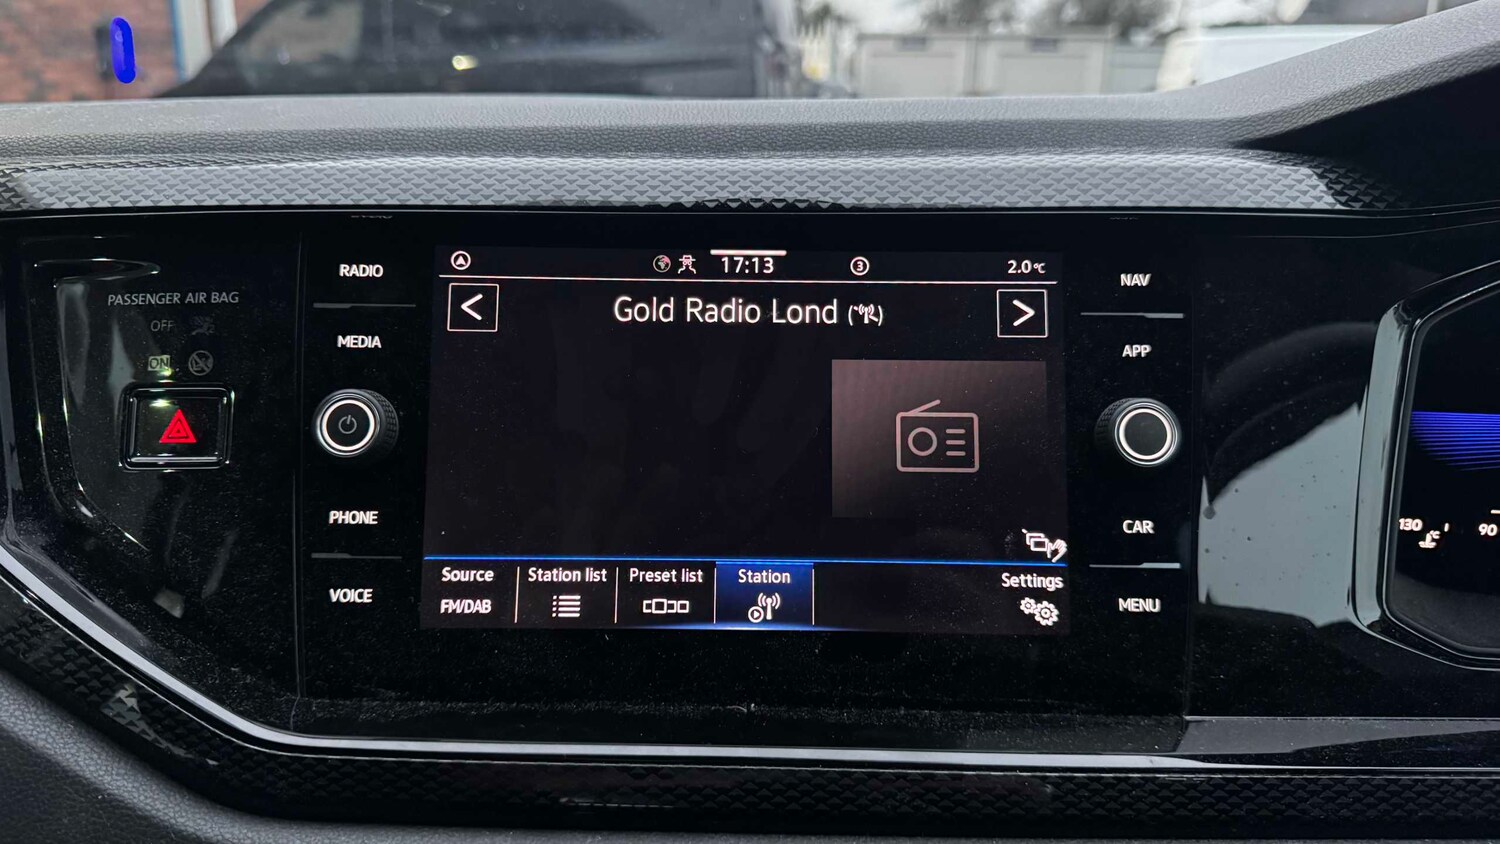 PASSENGER AIR BAG
OFF
ON
RADIO
MEDIA
PHONE
VOICE
17:13
3
2.0°C
<
Gold Radio Lond
>
Source
FM/DAB
Station list
Preset list
Station
Settings
NAV
APP
CAR
MENU
130
90
°C